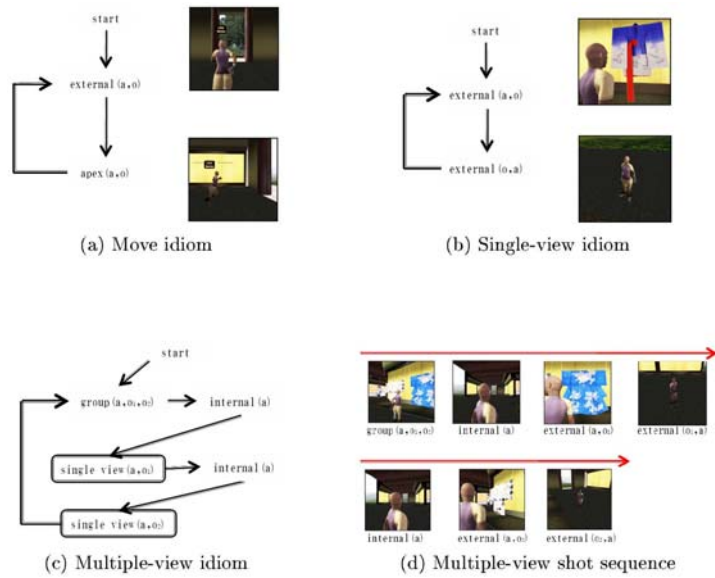 start
external(a,o)
apex(a,o)
(a) Move idiom
start
external(a,o)
external(o,a)
(b) Single-view idiom
start
group(a,o₁,o₂)
internal(a)
single view(a,o₁)
internal(a)
single view(a,o₂)
(c) Multiple-view idiom
group(a,o₁,o₂)
internal(a)
external(a,o₁)
external(o₁,a)
internal(a)
external(a,o₂)
external(o₂,a)
(d) Multiple-view shot sequence